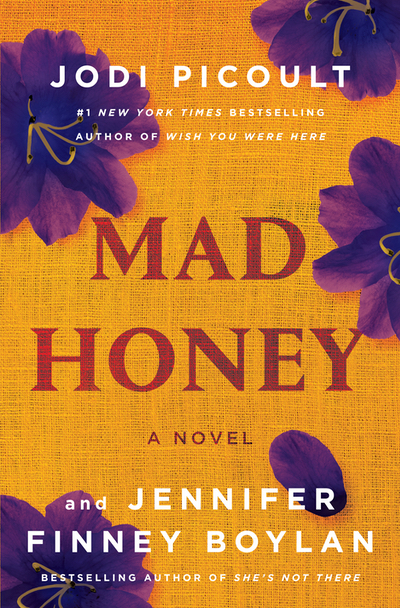 JODI PICOULT
#1 NEW YORK TIMES BESTSELLING
AUTHOR OF WISH YOU WERE HERE
MAD
HONEY
A NOVEL
and JENNIFER
FINNEY BOYLAN
BESTSELLING AUTHOR OF SHE'S NOT THERE